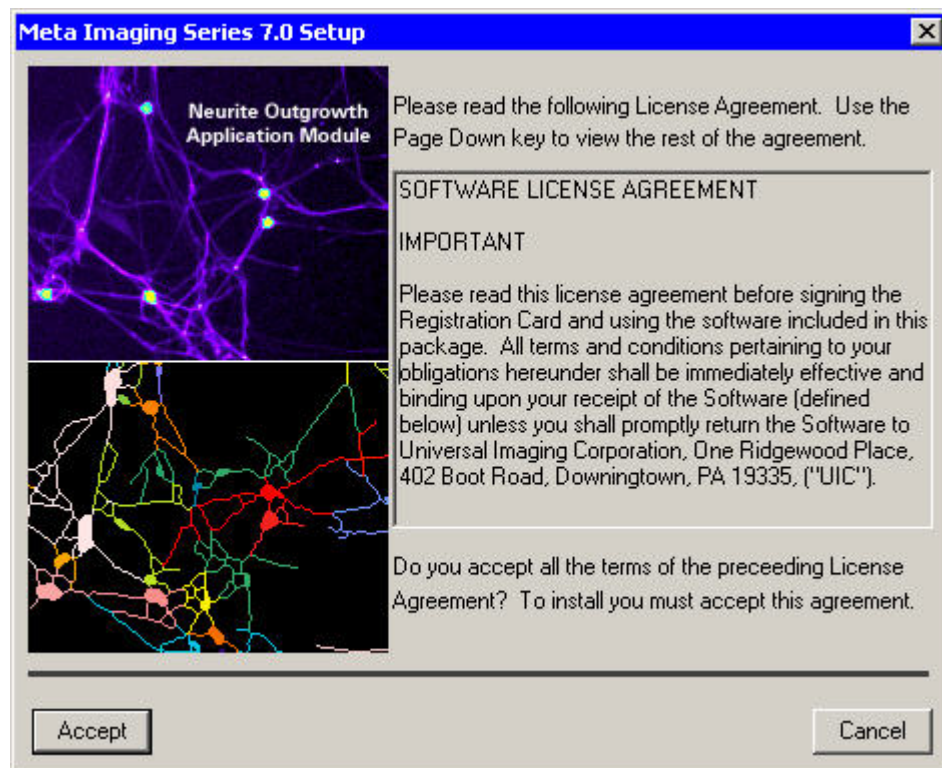 Meta Imaging Series 7.0 Setup
Neurite Outgrowth
Application Module
Please read the following License Agreement.  Use the
Page Down key to view the rest of the agreement.
SOFTWARE LICENSE AGREEMENT
IMPORTANT
Please read this license agreement before signing the
Registration Card and using the software included in this
package.  All terms and conditions pertaining to your
obligations hereunder shall be immediately effective and
binding upon your receipt of the Software (defined
below) unless you shall promptly return the Software to
Universal Imaging Corporation, One Ridgewood Place,
402 Boot Road, Downingtown, PA 19335, ("UIC").
Do you accept all the terms of the preceeding License
Agreement?  To install you must accept this agreement.
Accept
Cancel